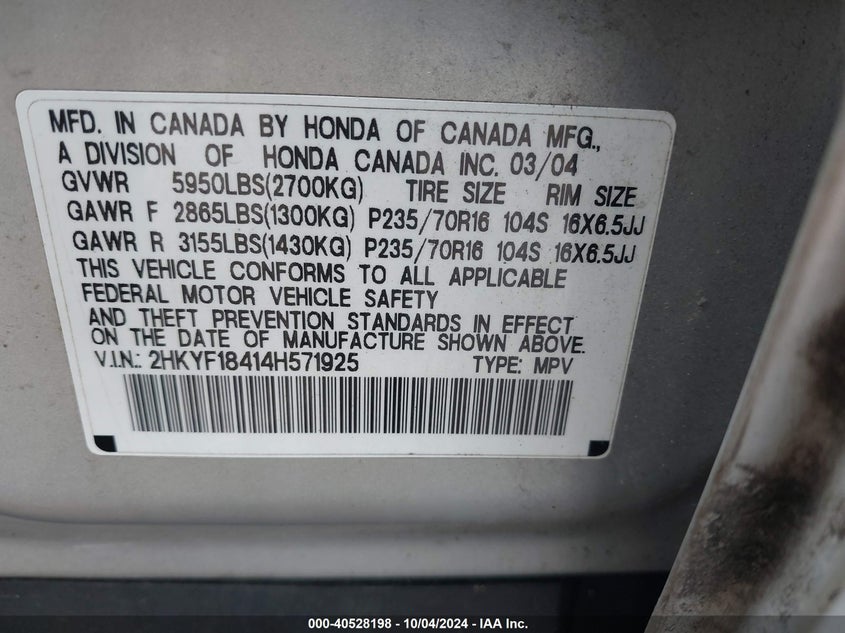 MFD. IN CANADA BY HONDA OF CANADA MFG.,
A DIVISION OF HONDA CANADA INC. 03/04
GVWR 5950LBS(2700KG) TIRE SIZE RIM SIZE
GAWR F 2865LBS(1300KG) P235/70R16 104S 16X6.5JJ
GAWR R 3155LBS(1430KG) P235/70R16 104S 16X6.5JJ
THIS VEHICLE CONFORMS TO ALL APPLICABLE
FEDERAL MOTOR VEHICLE SAFETY
AND THEFT PREVENTION STANDARDS IN EFFECT
ON THE DATE OF MANUFACTURE SHOWN ABOVE.
V.I.N.: 2HKYF18414H571925 TYPE: MPV
000-40528198 - 10/04/2024 - IAA Inc.